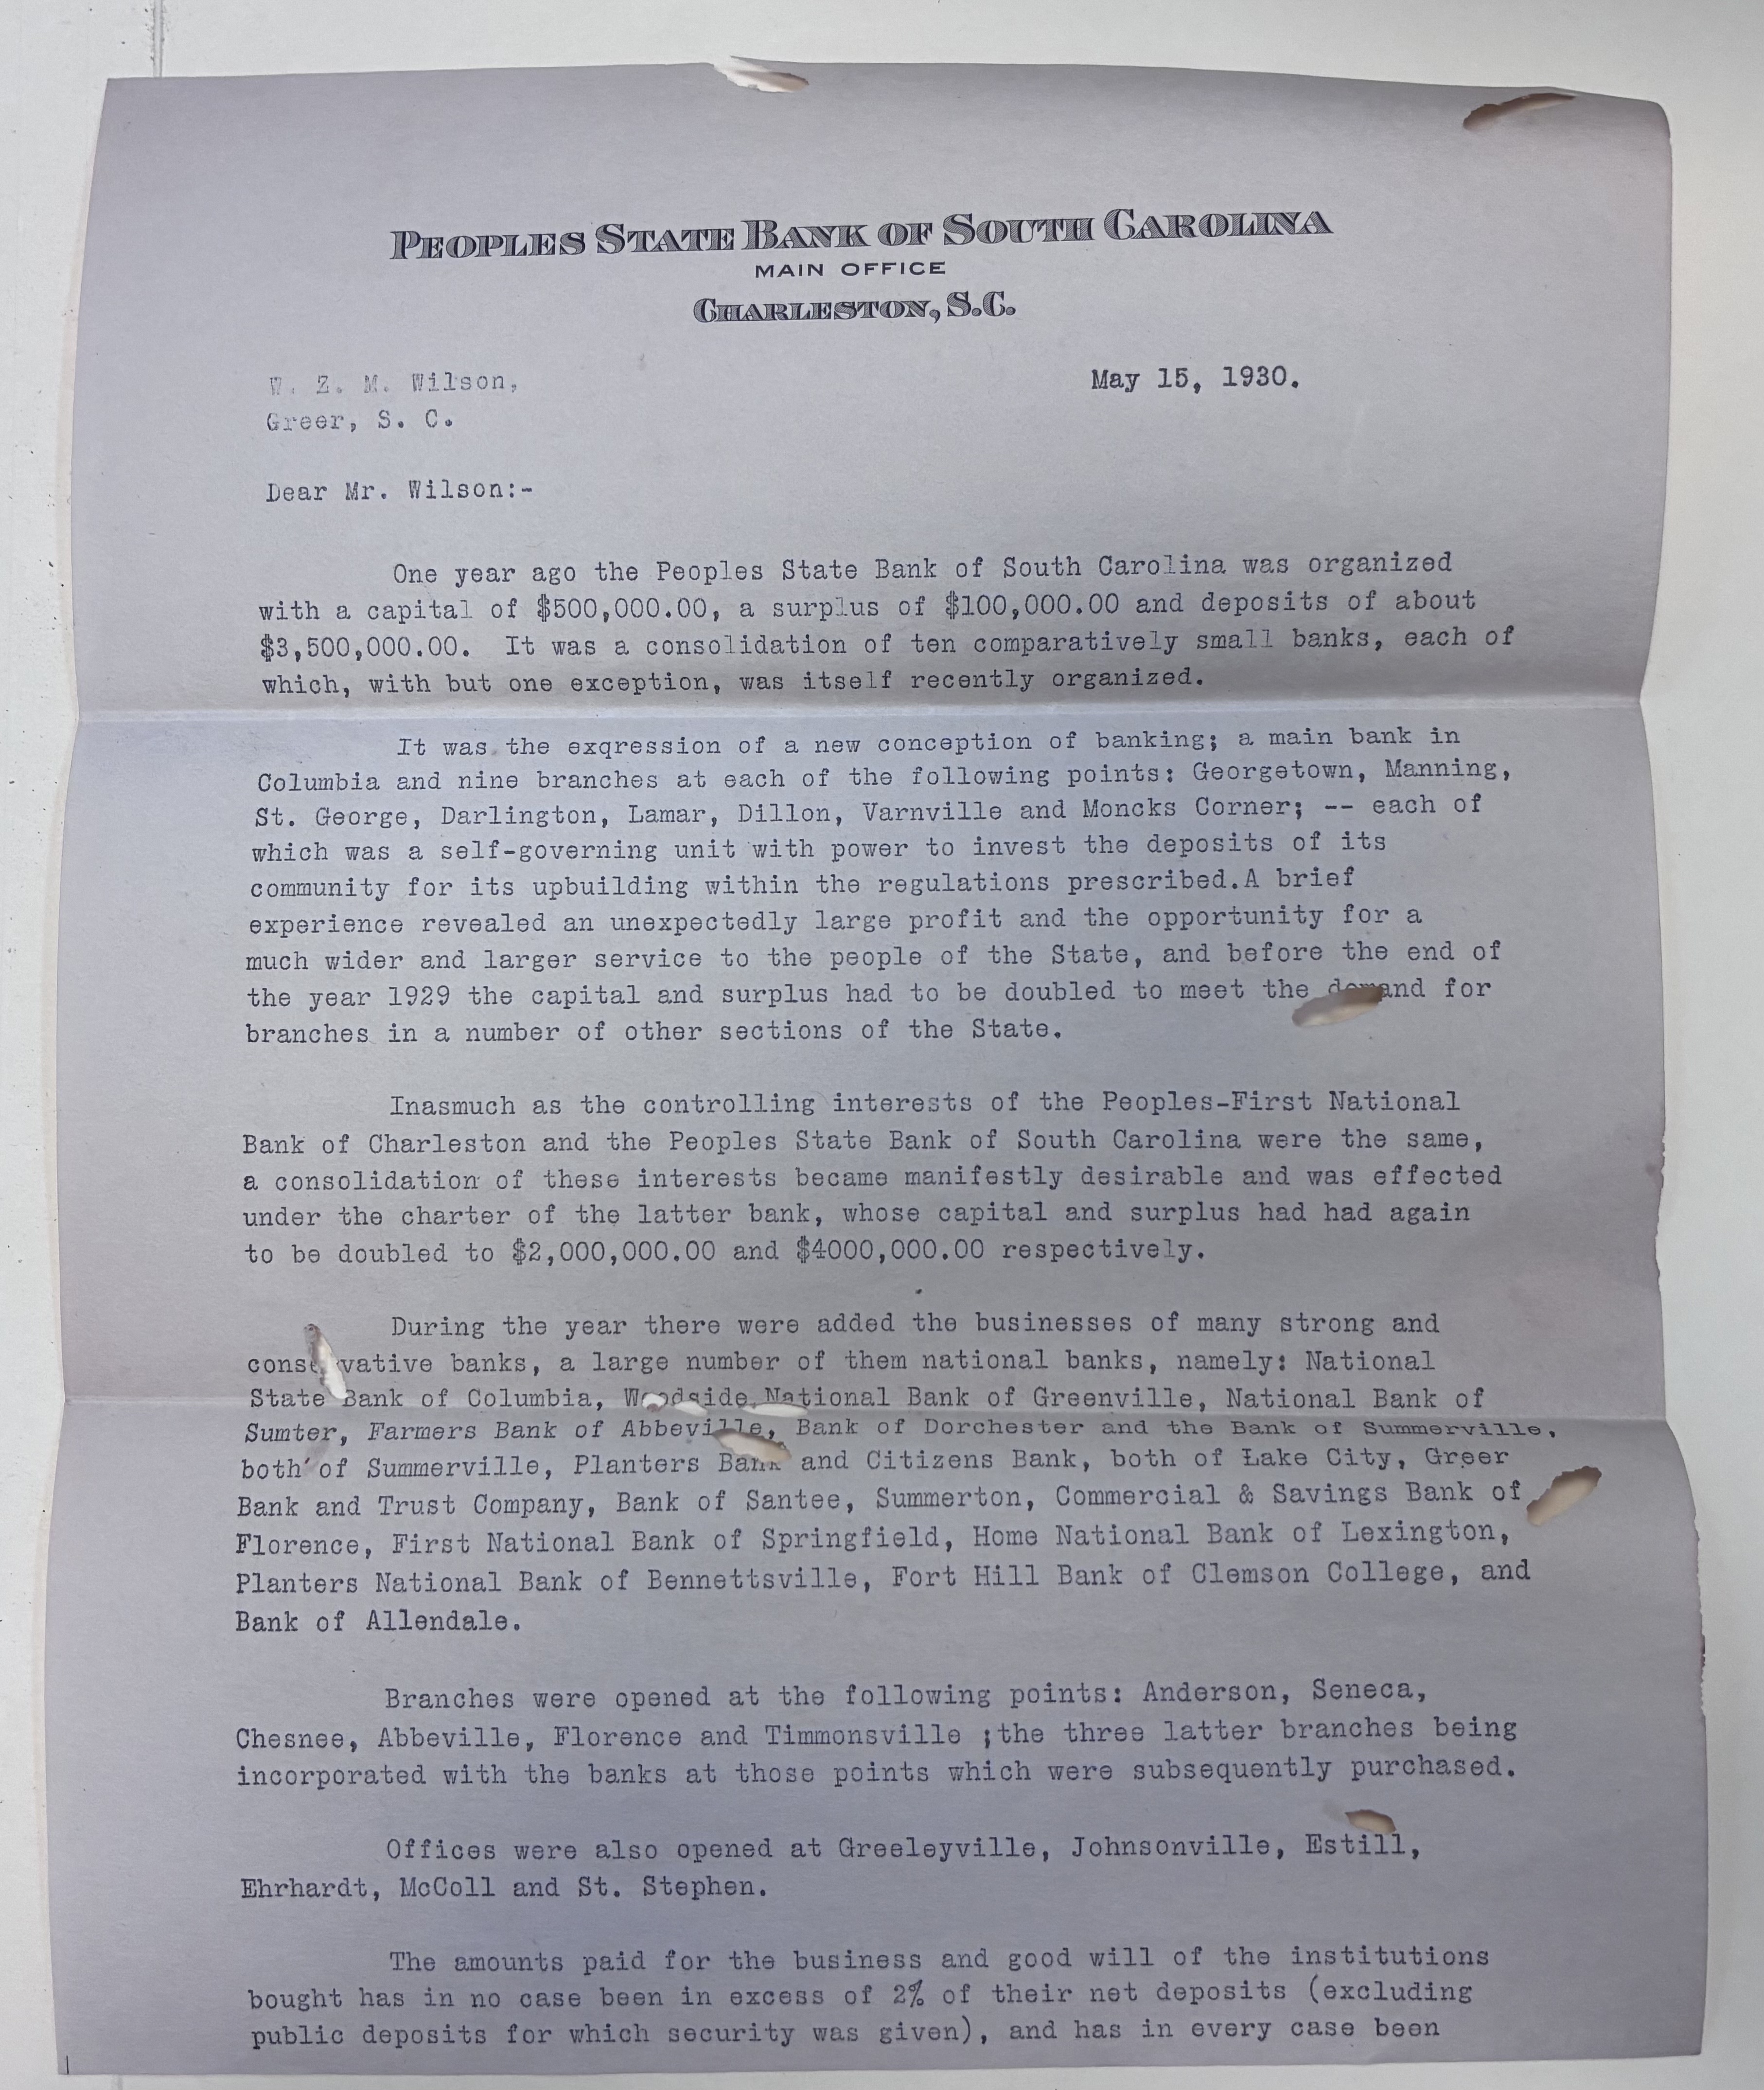 PEOPLES STATE BANK OF SOUTH CAROLINA
MAIN OFFICE
CHARLESTON, S.C.
W. Z. M. Wilson,
May 15, 1930.
Greer, S. C.
Dear Mr. Wilson:-
One year ago the Peoples State Bank of South Carolina was organized
with a capital of $500,000.00, a surplus of $100,000.00 and deposits of about
$3,500,000.00. It was a consolidation of ten comparatively small banks, each of
which, with but one exception, was itself recently organized.
It was the exqression of a new conception of banking; a main bank in
Columbia and nine branches at each of the following points: Georgetown, Manning,
St. George, Darlington, Lamar, Dillon, Varnville and Moncks Corner; -- each of
which was a self-governing unit with power to invest the deposits of its
community for its upbuilding within the regulations prescribed.A brief
experience revealed an unexpectedly large profit and the opportunity for a
much wider and larger service to the people of the State, and before the end of
the year 1929 the capital and surplus had to be doubled to meet the demand for
branches in a number of other sections of the State.
Inasmuch as the controlling interests of the Peoples-First National
Bank of Charleston and the Peoples State Bank of South Carolina were the same,
a consolidation of these interests became manifestly desirable and was effected
under the charter of the latter bank, whose capital and surplus had had again
to be doubled to $2,000,000.00 and $4000,000.00 respectively.
During the year there were added the businesses of many strong and
conservative banks, a large number of them national banks, namely: National
State Bank of Columbia, Woodside National Bank of Greenville, National Bank of
Sumter, Farmers Bank of Abbeville, Bank of Dorchester and the Bank of Summerville,
both of Summerville, Planters Bank and Citizens Bank, both of Lake City, Greer
Bank and Trust Company, Bank of Santee, Summerton, Commercial & Savings Bank of
Florence, First National Bank of Springfield, Home National Bank of Lexington,
Planters National Bank of Bennettsville, Fort Hill Bank of Clemson College, and
Bank of Allendale.
Branches were opened at the following points: Anderson, Seneca,
Chesnee, Abbeville, Florence and Timmonsville ;the three latter branches being
incorporated with the banks at those points which were subsequently purchased.
Offices were also opened at Greeleyville, Johnsonville, Estill,
Ehrhardt, McColl and St. Stephen.
The amounts paid for the business and good will of the institutions
bought has in no case been in excess of 2% of their net deposits (excluding
public deposits for which security was given), and has in every case been